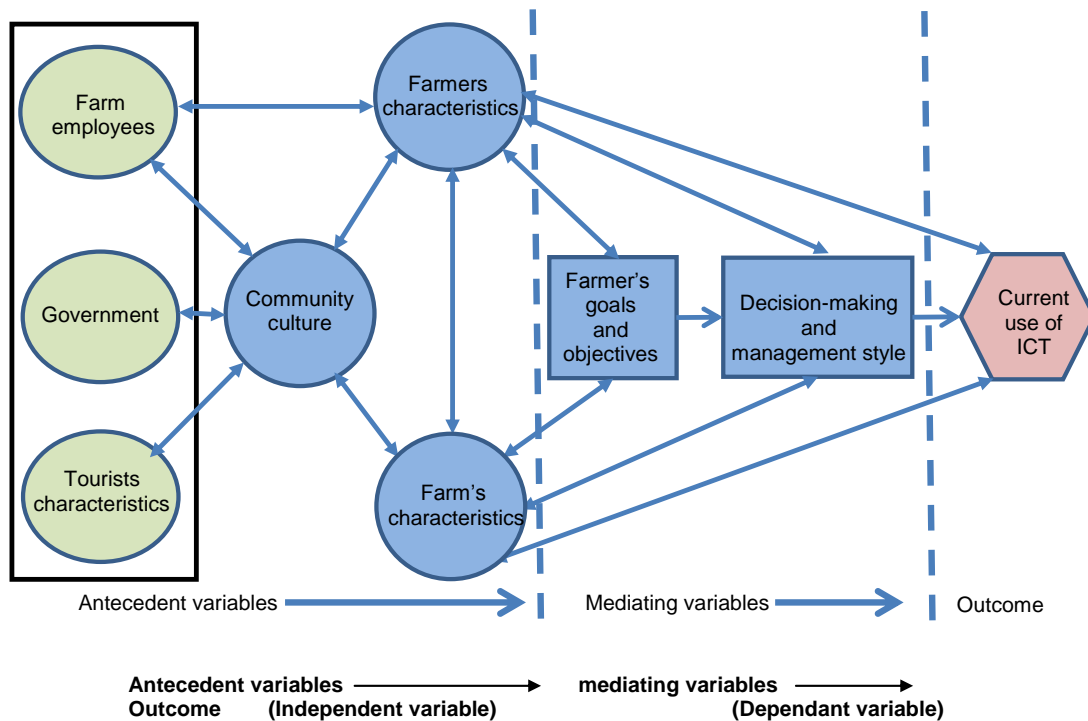 Farm
employees
Government
Tourists
characteristics
Community
culture
Farmers
characteristics
Farm's
characteristics
Farmer's
goals
and
objectives
Decision-making
and
management style
Current
use of
ICT
Antecedent variables
Mediating variables
Outcome
Antecedent variables mediating variables
Outcome (Independent variable) (Dependant variable)